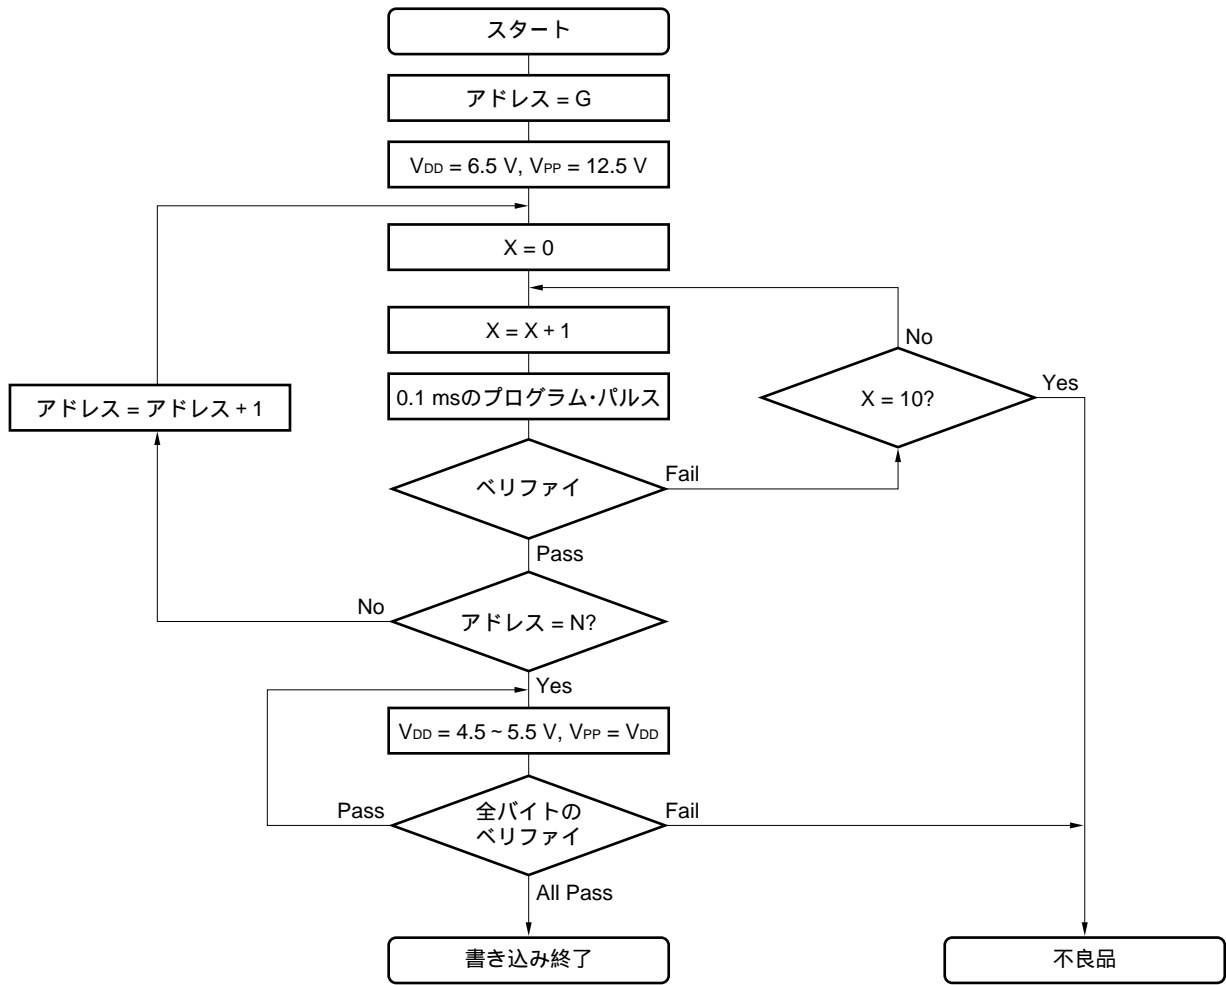 スタート
アドレス = G
VDD = 6.5 V, VPP = 12.5 V
X = 0
X = X + 1
No
0.1 msのプログラム・パルス
X = 10?
Yes
アドレス = アドレス + 1
ベリファイ
Fail
Pass
No
アドレス = N?
Yes
VDD = 4.5 ~ 5.5 V, VPP = VDD
Pass
全バイトの
ベリファイ
Fail
All Pass
書き込み終了
不良品